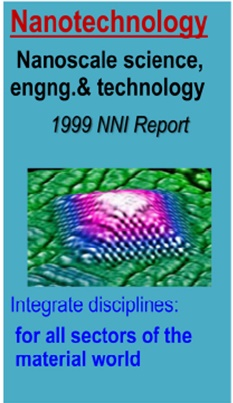 Nanotechnology
Nanoscale science,
engng.& technology
1999 NNI Report
Integrate disciplines:
for all sectors of the
material world